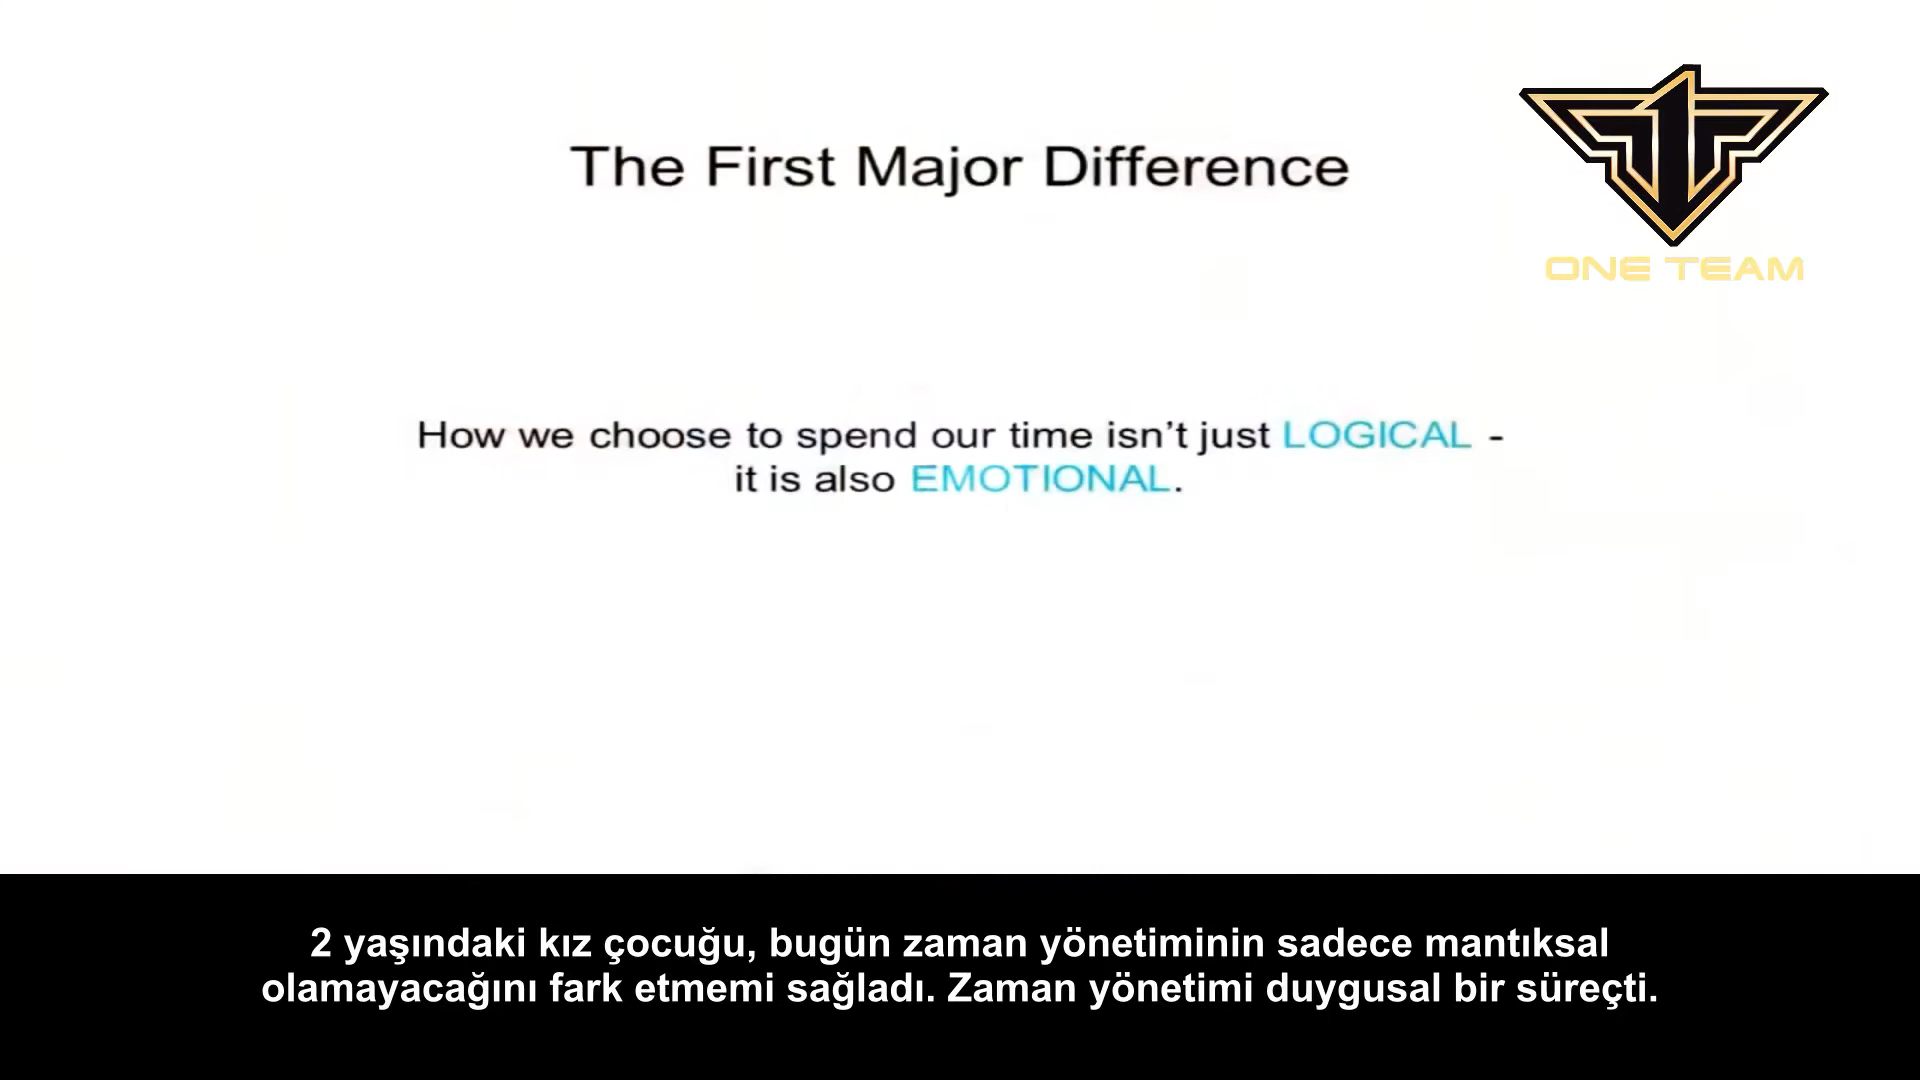 The First Major Difference
ONE TEAM
How we choose to spend our time isn't just LOGICAL -
it is also EMOTIONAL.
2 yaşındaki kız çocuğu, bugün zaman yönetiminin sadece mantıksal
olamayacağını fark etmemi sağladı. Zaman yönetimi duygusal bir süreçti.